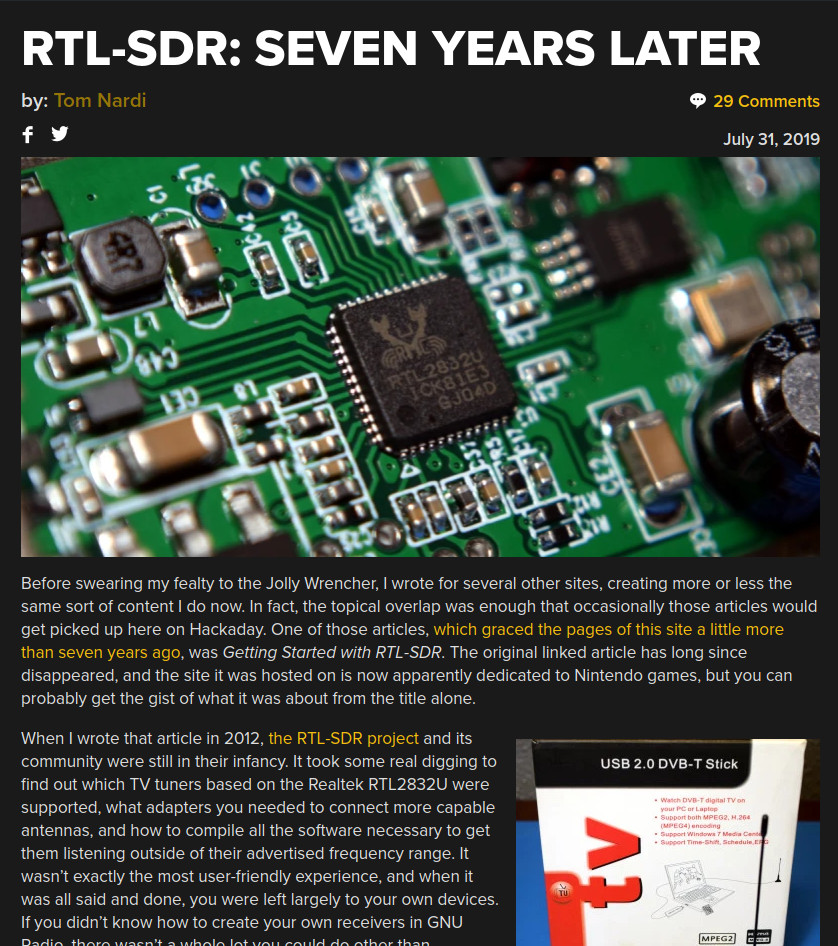 RTL-SDR: SEVEN YEARS LATER
by: Tom Nardi
29 Comments
July 31, 2019
4R7
C1
L7
RTL2832U
GJ04D
Before swearing my fealty to the Jolly Wrencher, I wrote for several other sites, creating more or less the
same sort of content I do now. In fact, the topical overlap was enough that occasionally those articles would
get picked up here on Hackaday. One of those articles, which graced the pages of this site a little more
than seven years ago, was Getting Started with RTL-SDR. The original linked article has long since
disappeared, and the site it was hosted on is now apparently dedicated to Nintendo games, but you can
probably get the gist of what it was about from the title alone.
When I wrote that article in 2012, the RTL-SDR project and its
community were still in their infancy. It took some real digging to
find out which TV tuners based on the Realtek RTL2832U were
supported, what adapters you needed to connect more capable
antennas, and how to compile all the software necessary to get
them listening outside of their advertised frequency range. It
wasn't exactly the most user-friendly experience, and when it
was all said and done, you were left largely to your own devices.
If you didn't know how to create your own receivers in GNU
Radio, there wasn't a whole lot you could do other than
USB 2.0 DVB-T Stick
• Watch DVB-T digital TV on
your PC or Laptop
• Support both MPEG2, H.264
(MPEG4) encoding
• Support Windows 7 Media Center
• Support Time-Shift, Schedule,EPG
tv
MPEG2